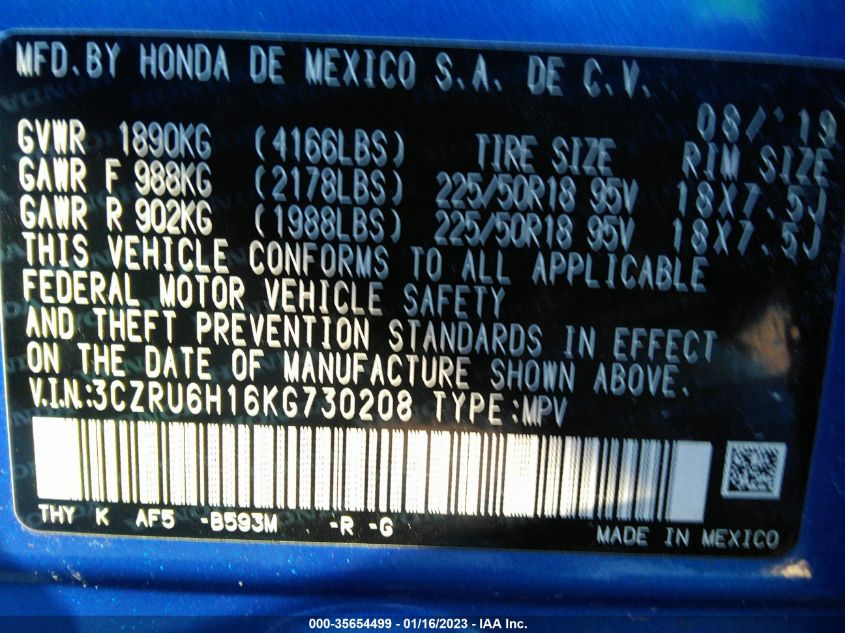 MFD.BY HONDA DE MEXICO S.A. DE C.V.
08/'19
GVWR 1890KG (4166LBS) TIRE SIZE RIM SIZE
GAWR F 988KG (2178LBS) 225/50R18 95V 18X7.5J
GAWR R 902KG (1988LBS) 225/50R18 95V 18X7.5J
THIS VEHICLE CONFORMS TO ALL APPLICABLE
FEDERAL MOTOR VEHICLE SAFETY
AND THEFT PREVENTION STANDARDS IN EFFECT
ON THE DATE OF MANUFACTURE SHOWN ABOVE.
V.I.N.:3CZRU6H16KG730208 TYPE:MPV
THY K AF5 -B593M -R -G
MADE IN MEXICO
000-35654499 - 01/16/2023 - IAA Inc.